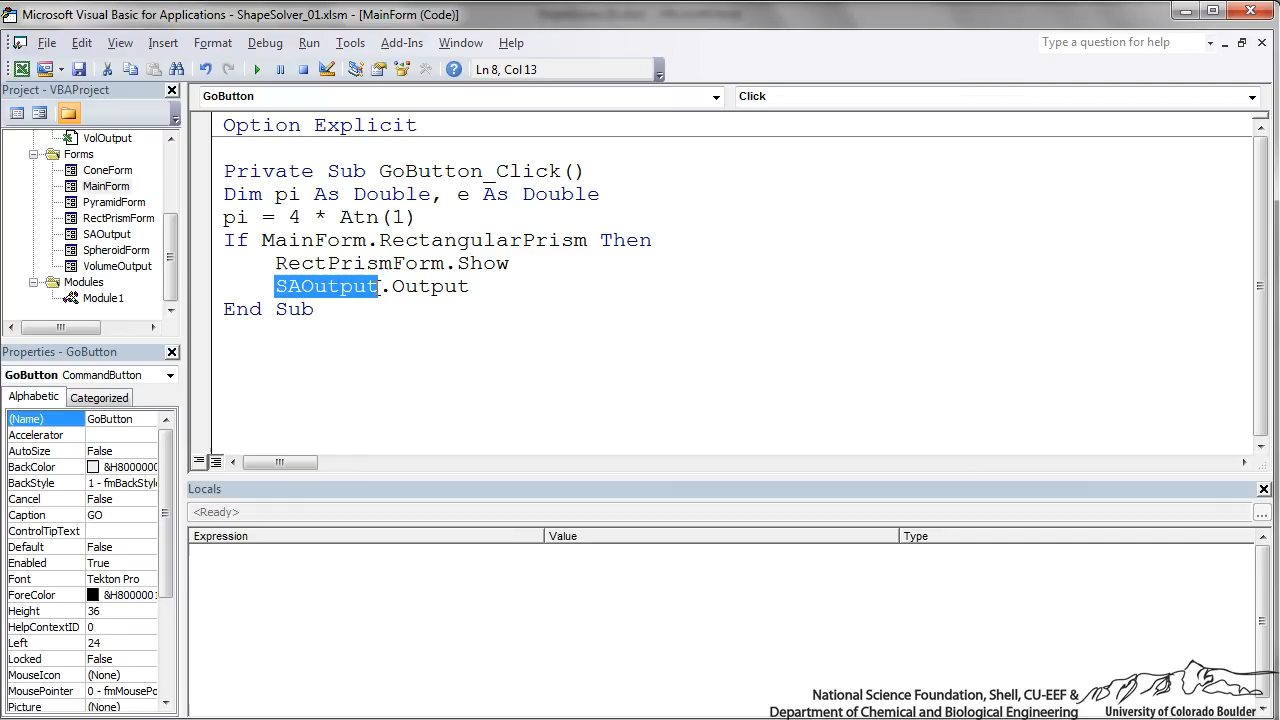 Microsoft Visual Basic for Applications - ShapeSolver_01.xlsm - [MainForm (Code)]
File Edit View Insert Format Debug Run Tools Add-Ins Window Help
Type a question for help
Ln 8, Col 13
Project - VBAProject
GoButton
Click
VolOutput
Forms
ConeForm
MainForm
PyramidForm
RectPrismForm
SAOutput
SpheroidForm
VolumeOutput
Modules
Module1
Option Explicit
Private Sub GoButton_Click()
Dim pi As Double, e As Double
pi = 4 * Atn(1)
If MainForm.RectangularPrism Then
RectPrismForm.Show
SAOutput.Output
End Sub
Properties - GoButton
GoButton CommandButton
Alphabetic Categorized
(Name) GoButton
Accelerator
AutoSize False
BackColor &H8000000
BackStyle 1 - fmBackStyle
Cancel False
Caption GO
ControlTipText
Default False
Enabled True
Font Tekton Pro
ForeColor &H8000001
Height 36
HelpContextID 0
Left 24
Locked False
MouseIcon (None)
MousePointer 0 - fmMousePo
Picture (None)
Locals
<Ready>
...
Expression Value Type
National Science Foundation, Shell, CU-EEF &
Department of Chemical and Biological Engineering
University of Colorado Boulder